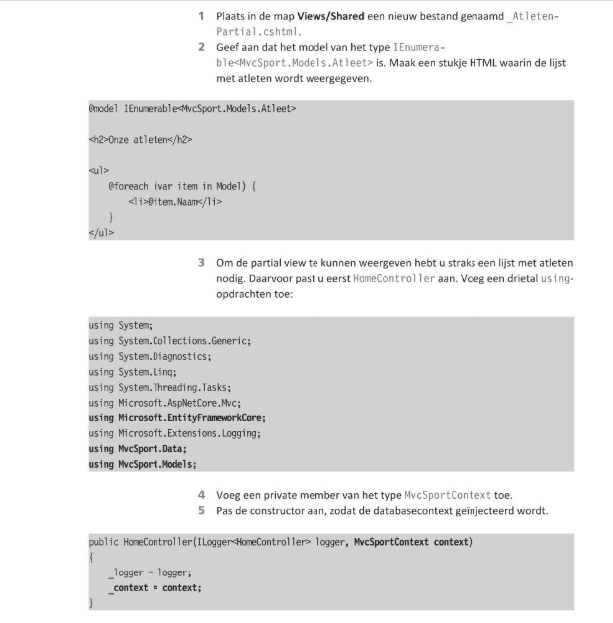 1 Plaats in de map Views/Shared een nieuw bestand genaamd _Atleten-
Partial.cshtml.
2 Geef aan dat het model van het type IEnumera-
ble<MvcSport.Models.Atleet> is. Maak een stukje HTML waarin de lijst
met atleten wordt weergegeven.
@model IEnumerable<MvcSport.Models.Atleet>
<h2>Onze atleten</h2>
<ul>
@foreach (var item in Model) {
<li>@item.Naam</li>
}
</ul>
3 Om de partial view te kunnen weergeven hebt u straks een lijst met atleten
nodig. Daarvoor past u eerst HomeController aan. Voeg een drietal using-
opdrachten toe:
using System;
using System.Collections.Generic;
using System.Diagnostics;
using System.Linq;
using System.Threading.Tasks;
using Microsoft.AspNetCore.Mvc;
using Microsoft.EntityFrameworkCore;
using Microsoft.Extensions.Logging;
using MvcSport.Data;
using MvcSport.Models;
4 Voeg een private member van het type MvcSportContext toe.
5 Pas de constructor aan, zodat de databasecontext geïnjecteerd wordt.
public HomeController(ILogger<HomeController> logger, MvcSportContext context)
{
_logger = logger;
_context = context;
}